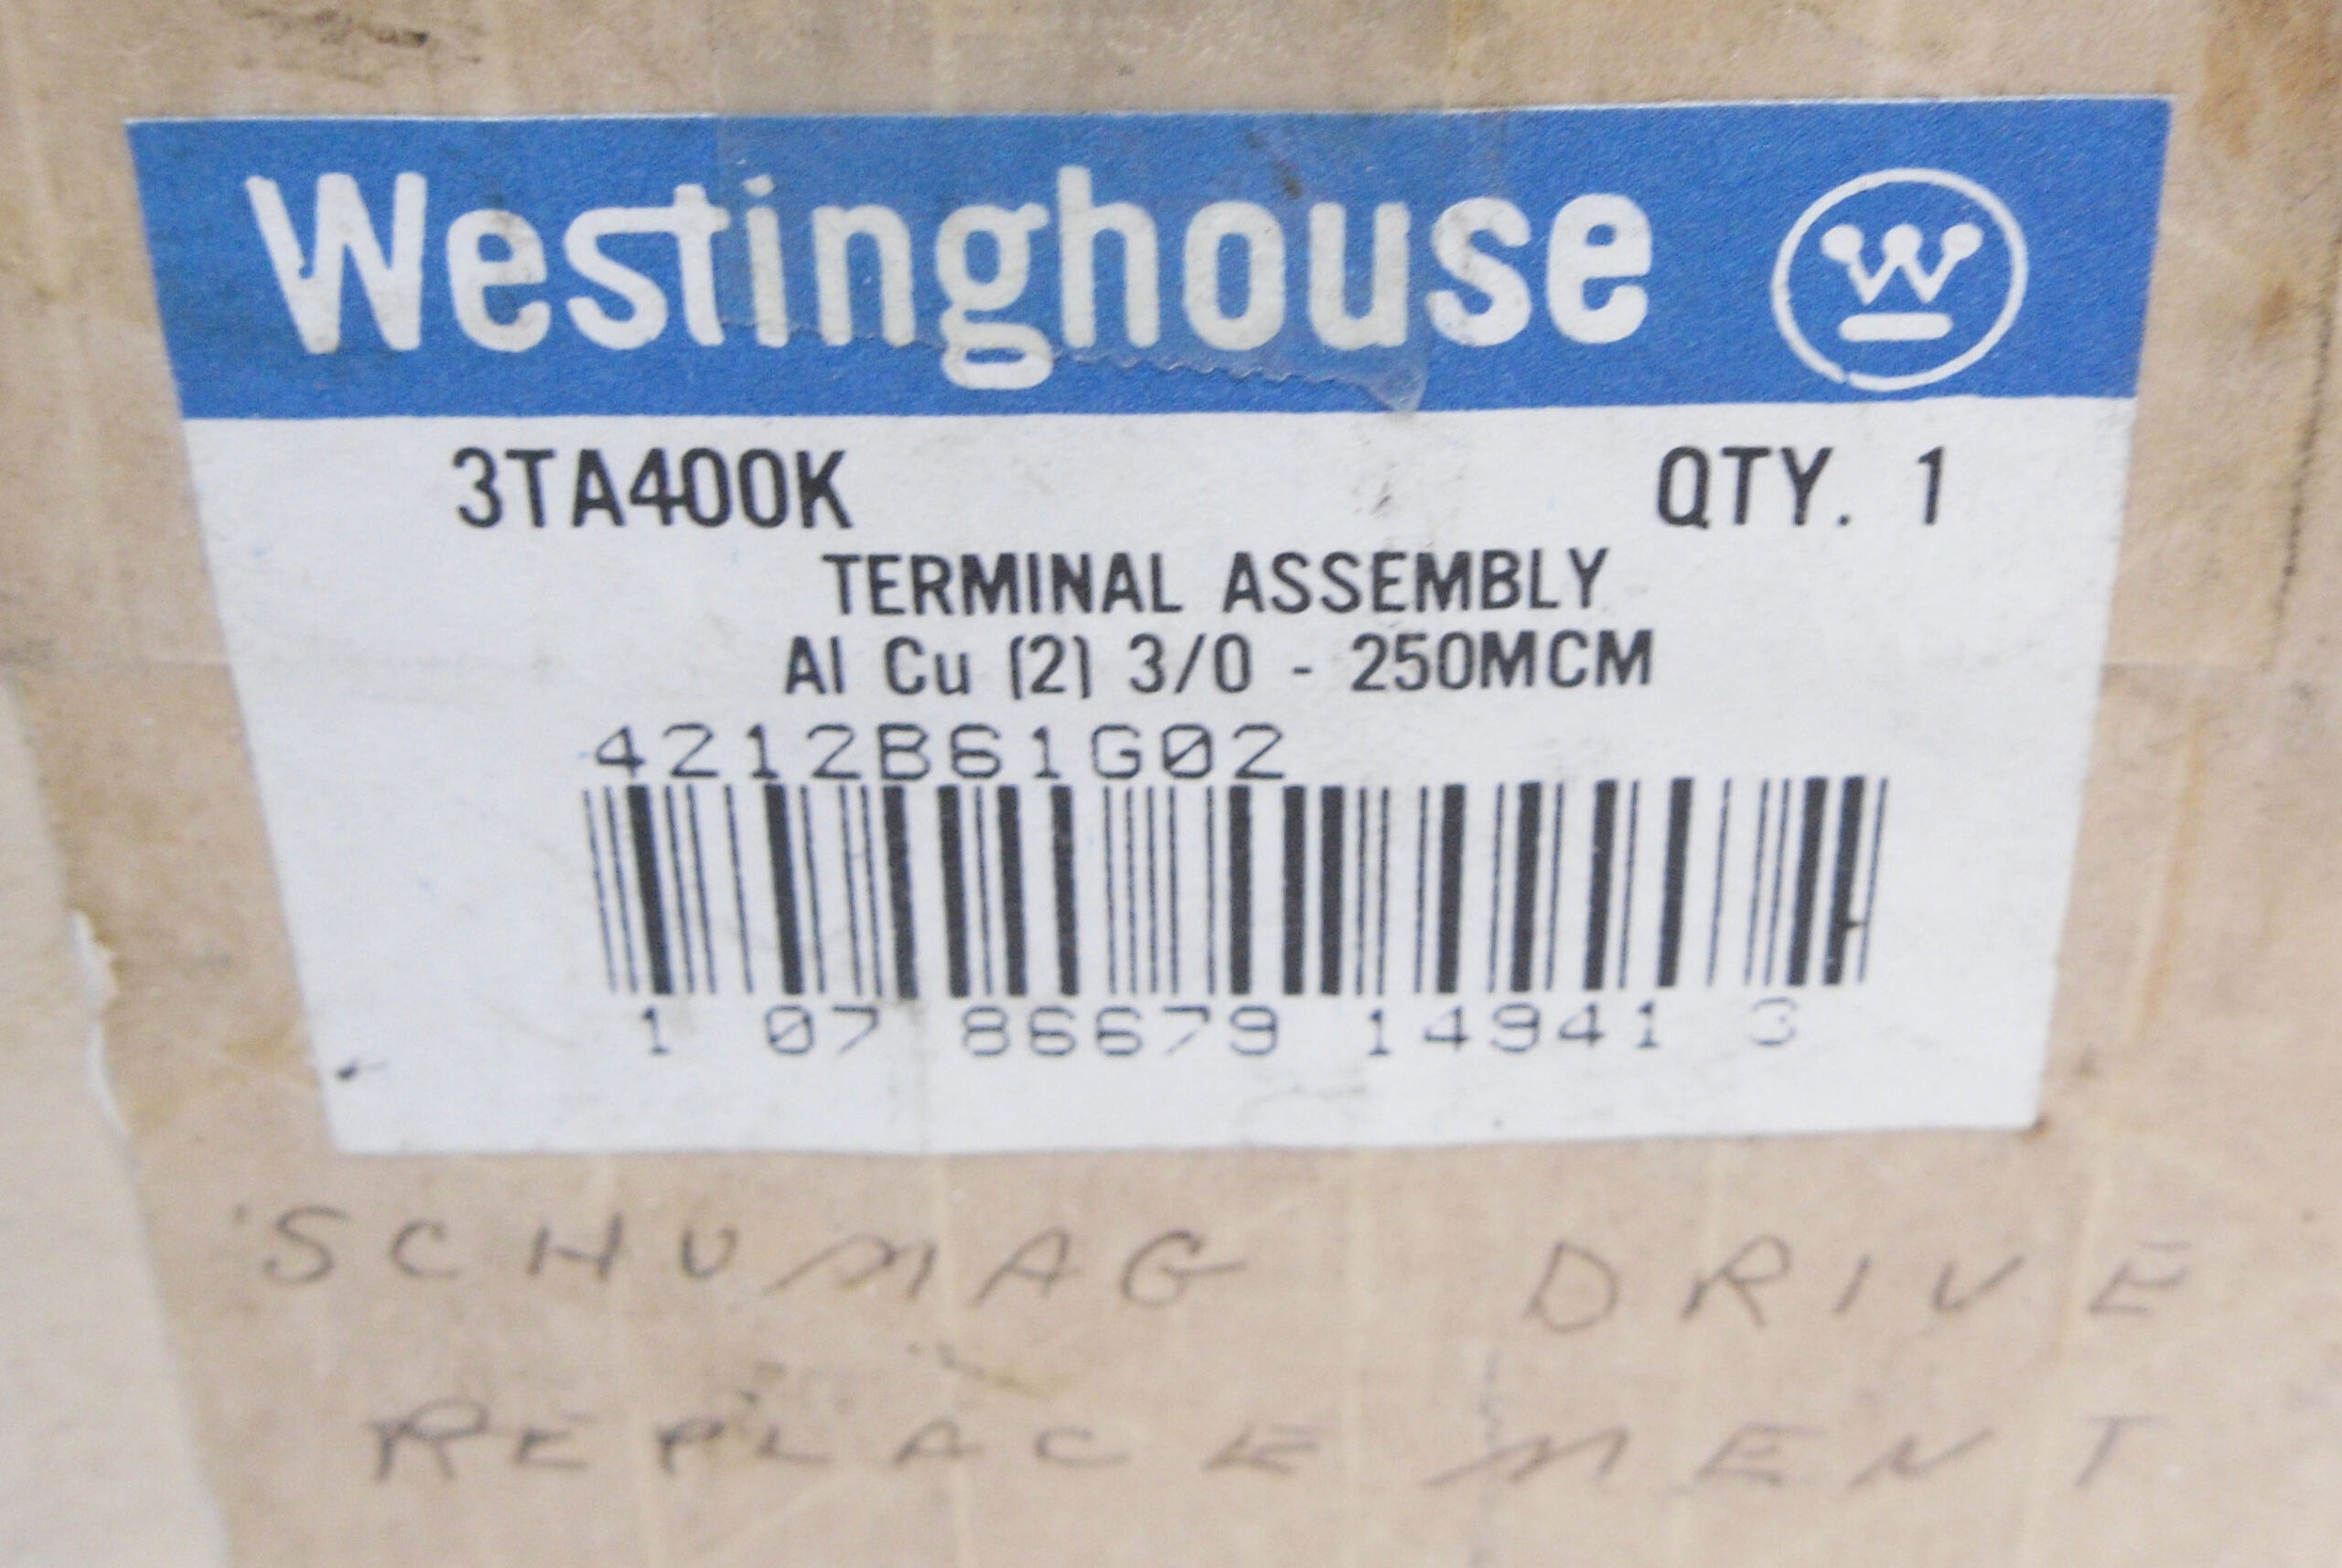 Westinghouse W
3TA400K QTY. 1
TERMINAL ASSEMBLY
Al Cu (2) 3/0 - 250MCM
4212B61G02
1 07 86679 14941 3
SCHUMAG DRIVE
REPLACEMENT